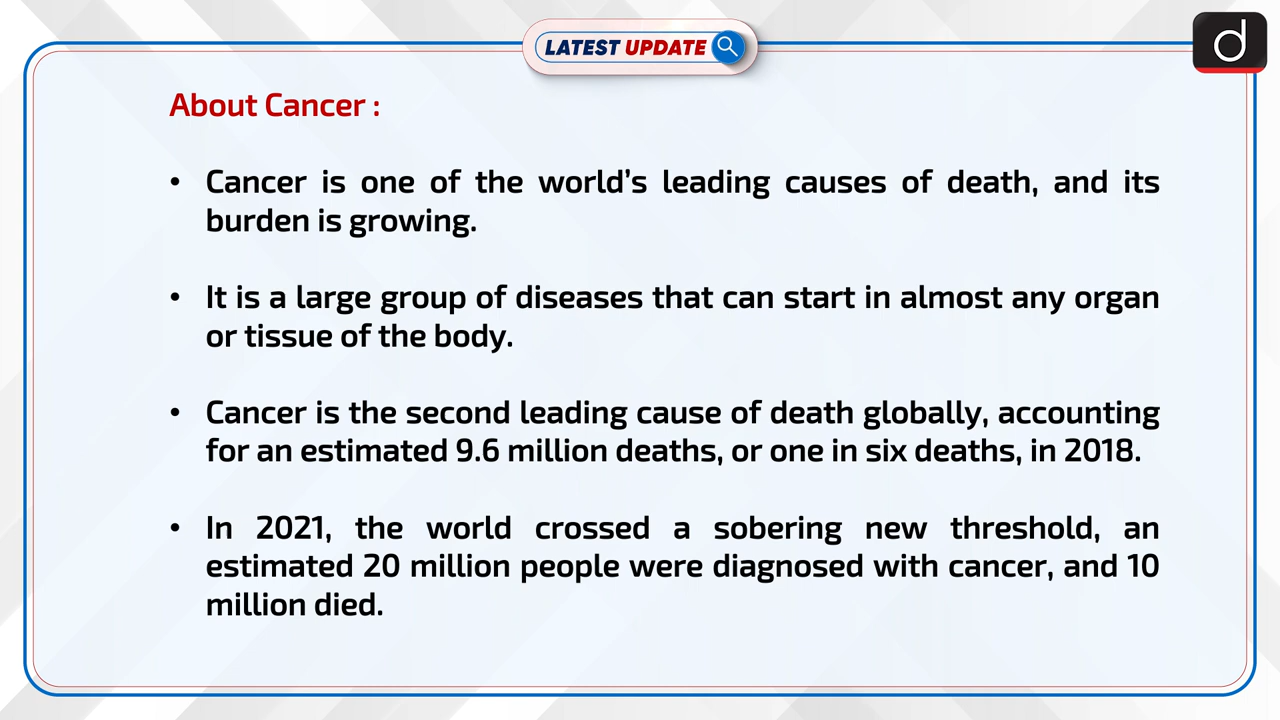 LATEST UPDATE
d
About Cancer :
• Cancer is one of the world’s leading causes of death, and its
burden is growing.
• It is a large group of diseases that can start in almost any organ
or tissue of the body.
• Cancer is the second leading cause of death globally, accounting
for an estimated 9.6 million deaths, or one in six deaths, in 2018.
• In 2021, the world crossed a sobering new threshold, an
estimated 20 million people were diagnosed with cancer, and 10
million died.